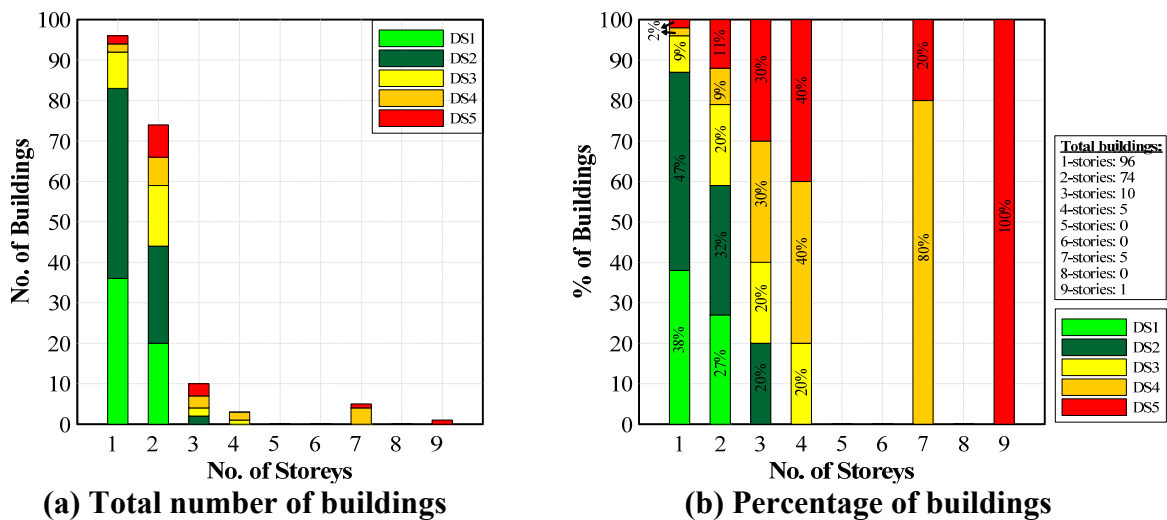 100
90
80
70
60
50
40
30
20
10
0
No. of Buildings
DS1
DS2
DS3
DS4
DS5
1 2 3 4 5 6 7 8 9
No. of Storeys
(a) Total number of buildings
100
90
80
70
60
50
40
30
20
10
0
% of Buildings
2%
9%
47%
38%
11%
9%
20%
32%
27%
30%
30%
20%
20%
40%
40%
20%
20%
80%
100%
1 2 3 4 5 6 7 8 9
No. of Storeys
(b) Percentage of buildings
Total buildings:
1-stories: 96
2-stories: 74
3-stories: 10
4-stories: 5
5-stories: 0
6-stories: 0
7-stories: 5
8-stories: 0
9-stories: 1
DS1
DS2
DS3
DS4
DS5